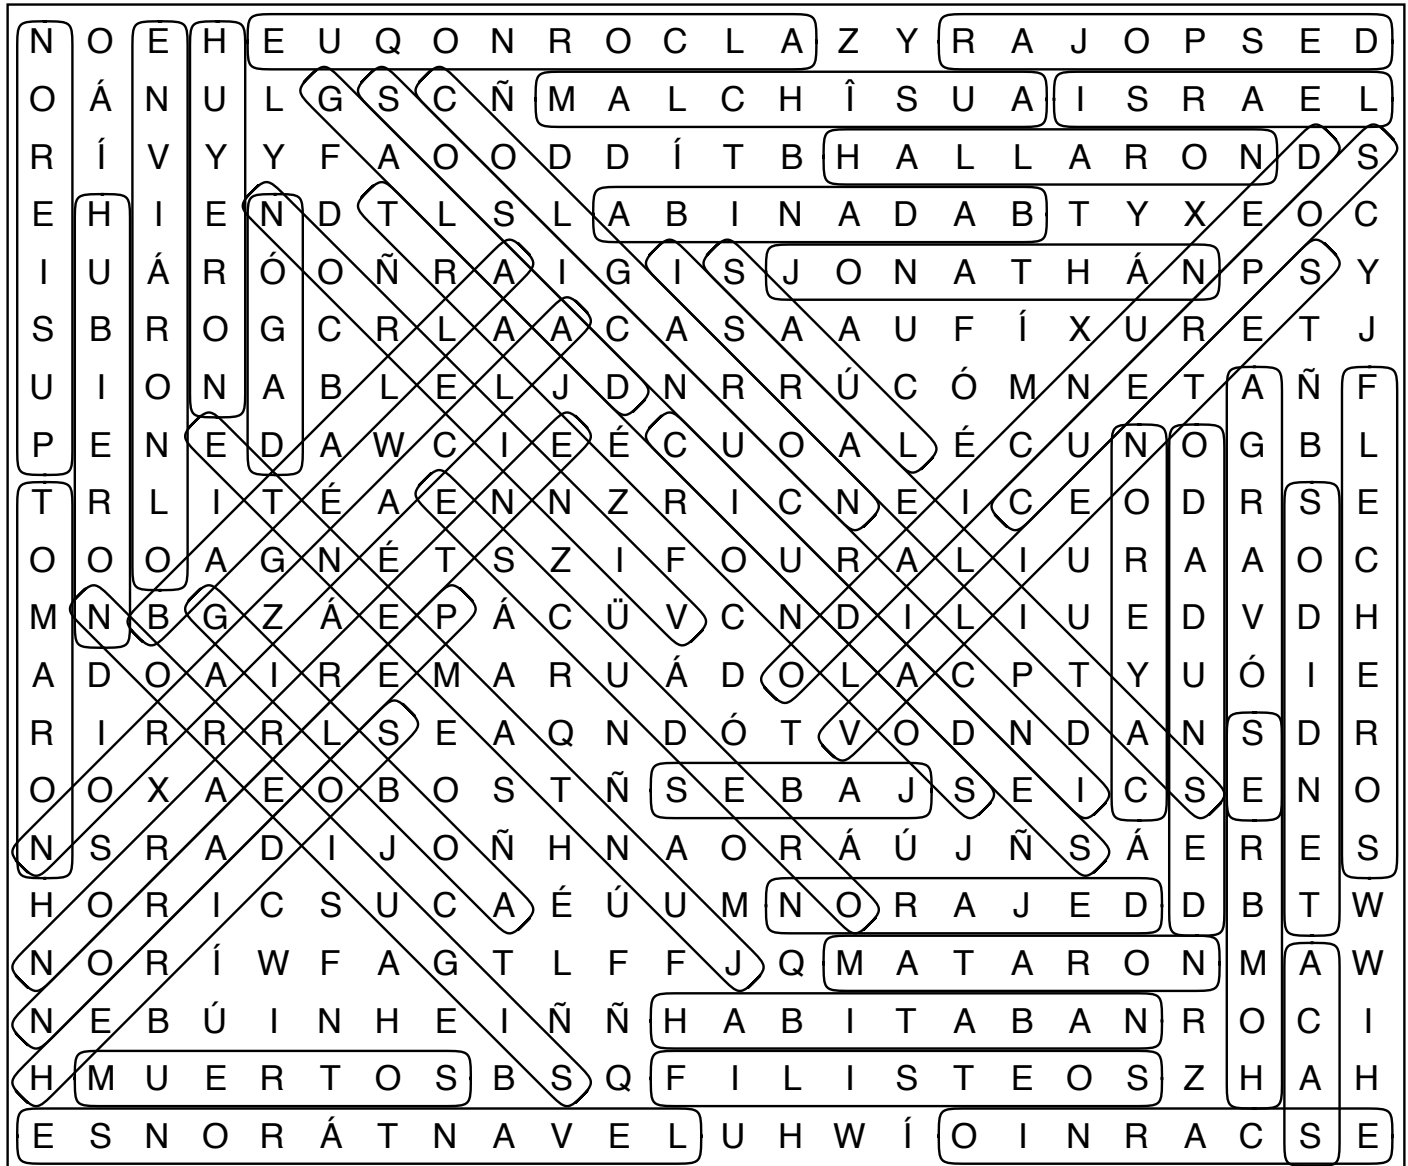 N O E H E U Q O N R O C L A Z Y R A J O P S E D
O Á N U L G S C Ñ M A L C H Î S U A I S R A E L
R Í V Y Y F A O O D D Í T B H A L L A R O N D S
E H I E N D T L S L A B I N A D A B T Y X E O C
I U Á R Ó O Ñ R A I G I S J O N A T H Á N P S Y
S B R O G C R L A A C A S A A U F Í X U R E T J
U I O N A B L E L J D N R R Ú C Ó M N E T A Ñ F
P E N E D A W C I E É C U O A L É C U N O G B L
T R L I T É A E N N Z R I C N E I C E O D R S E
O O O A G N É T S Z I F O U R A L I U R A A O C
M N B G Z Á E P Á C Ü V C N D I L I U E D V D H
A D O A I R E M A R U Á D O L A C P T Y U Ó I E
R I R R R L S E A Q N D Ó T V O D N D A N S D R
O O X A E O B O S T Ñ S E B A J S E I C S E N O
N S R A D I J O Ñ H N A O R Á Ú J Ñ S Á E R E S
H O R I C S U C A É Ú U M N O R A J E D D B T W
N O R Í W F A G T L F F J Q M A T A R O N M A W
N E B Ú I N H E I Ñ Ñ H A B I T A B A N R O C I
H M U E R T O S B S Q F I L I S T E O S Z H A H
E S N O R Á T N A V E L U H W Í O I N R A C S E